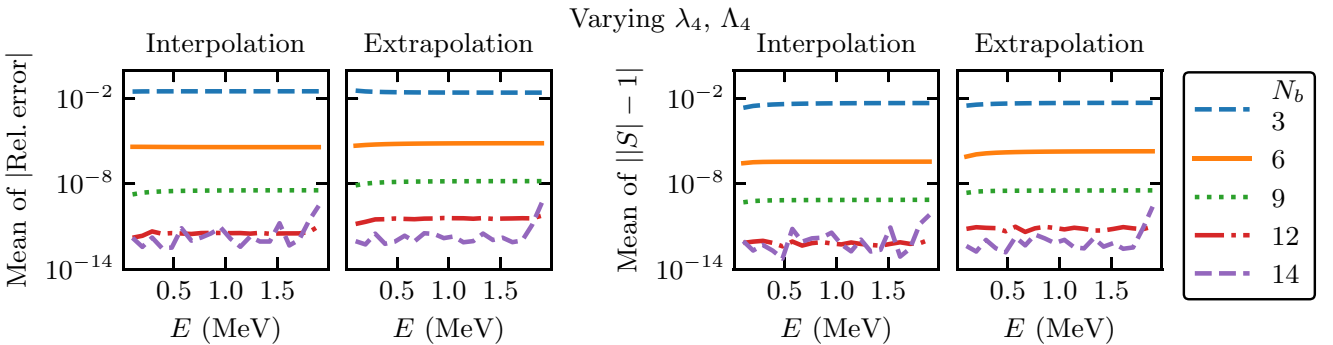 Varying λ₄, Λ₄
Interpolation
Extrapolation
Interpolation
Extrapolation
Mean of |Rel. error|
10⁻²
10⁻⁸
10⁻¹⁴
0.5 1.0 1.5
E (MeV)
0.5 1.0 1.5
E (MeV)
Mean of ||S| − 1|
10⁻²
10⁻⁸
10⁻¹⁴
0.5 1.0 1.5
E (MeV)
0.5 1.0 1.5
E (MeV)
N_b
3
6
9
12
14